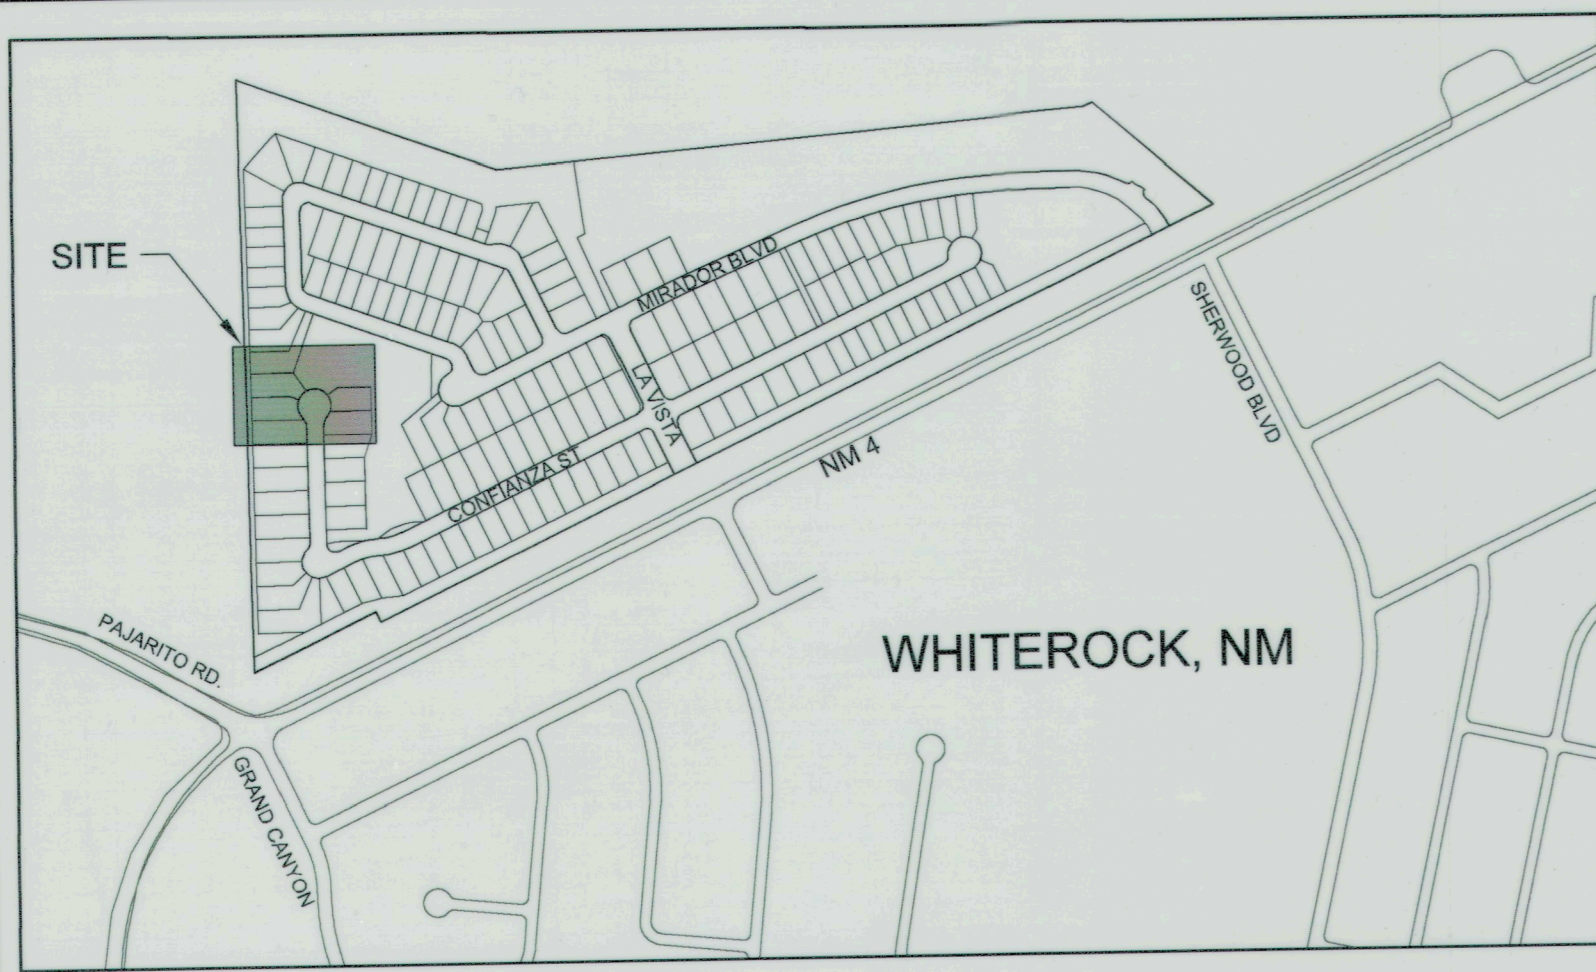 SITE
MIRADOR BLVD
LA VISTA
CONFIANZA ST
NM 4
SHERWOOD BLVD
PAJARITO RD.
WHITEROCK, NM
GRAND CANYON